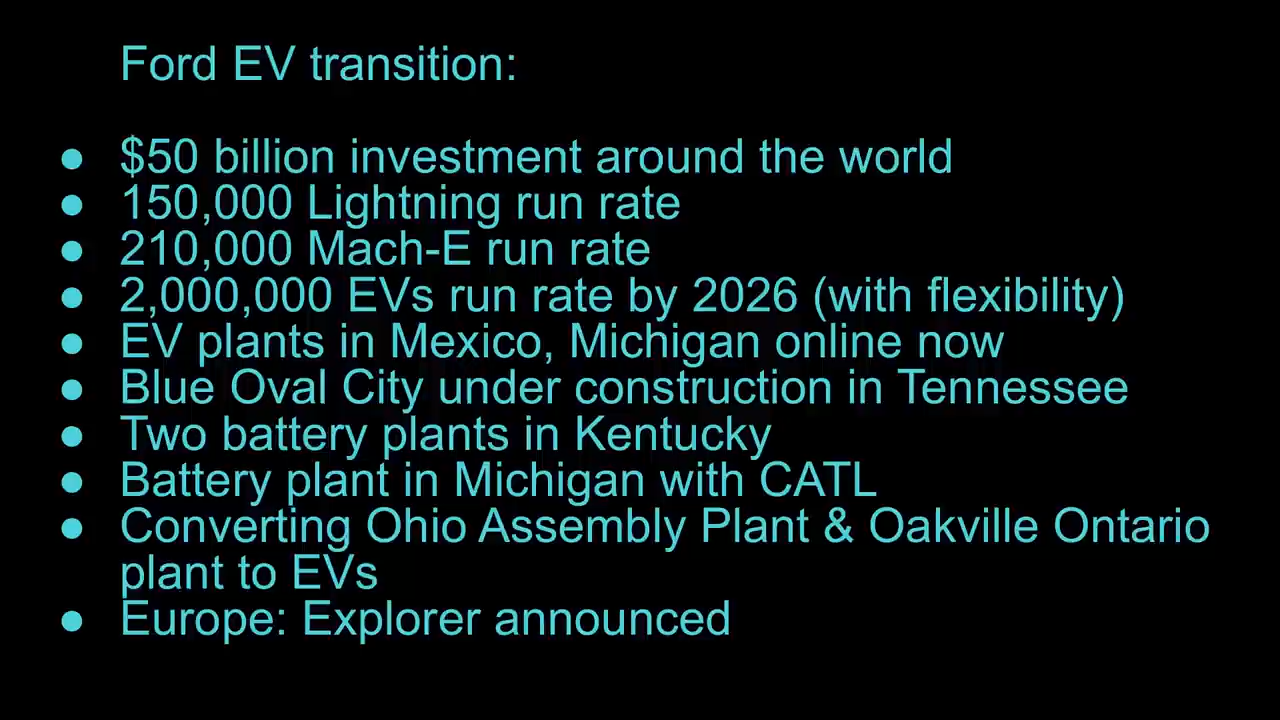 Ford EV transition:
● $50 billion investment around the world
● 150,000 Lightning run rate
● 210,000 Mach-E run rate
● 2,000,000 EVs run rate by 2026 (with flexibility)
● EV plants in Mexico, Michigan online now
● Blue Oval City under construction in Tennessee
● Two battery plants in Kentucky
● Battery plant in Michigan with CATL
● Converting Ohio Assembly Plant & Oakville Ontario
plant to EVs
● Europe: Explorer announced